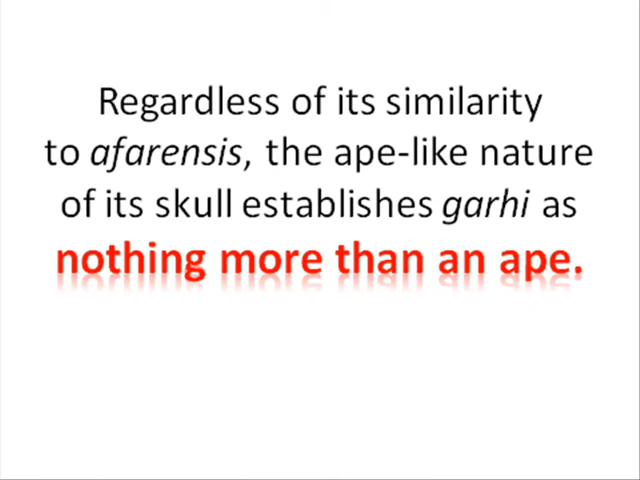 Regardless of its similarity
to afarensis, the ape-like nature
of its skull establishes garhi as
nothing more than an ape.